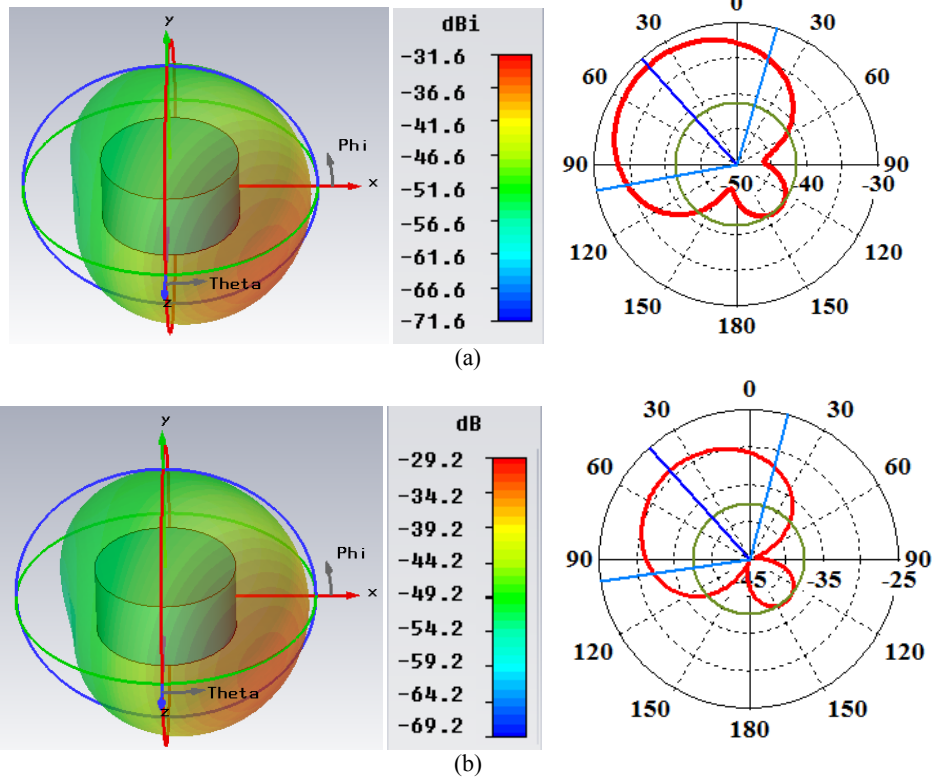 y
Phi
x
Theta
z
dBi
-31.6
-36.6
-41.6
-46.6
-51.6
-56.6
-61.6
-66.6
-71.6
0
30 30
60 60
90 90
-50 -40 -30
120 120
150 150
180
(a)
y
Phi
x
Theta
z
dB
-29.2
-34.2
-39.2
-44.2
-49.2
-54.2
-59.2
-64.2
-69.2
0
30 30
60 60
90 90
-45 -35 -25
120 120
150 150
180
(b)